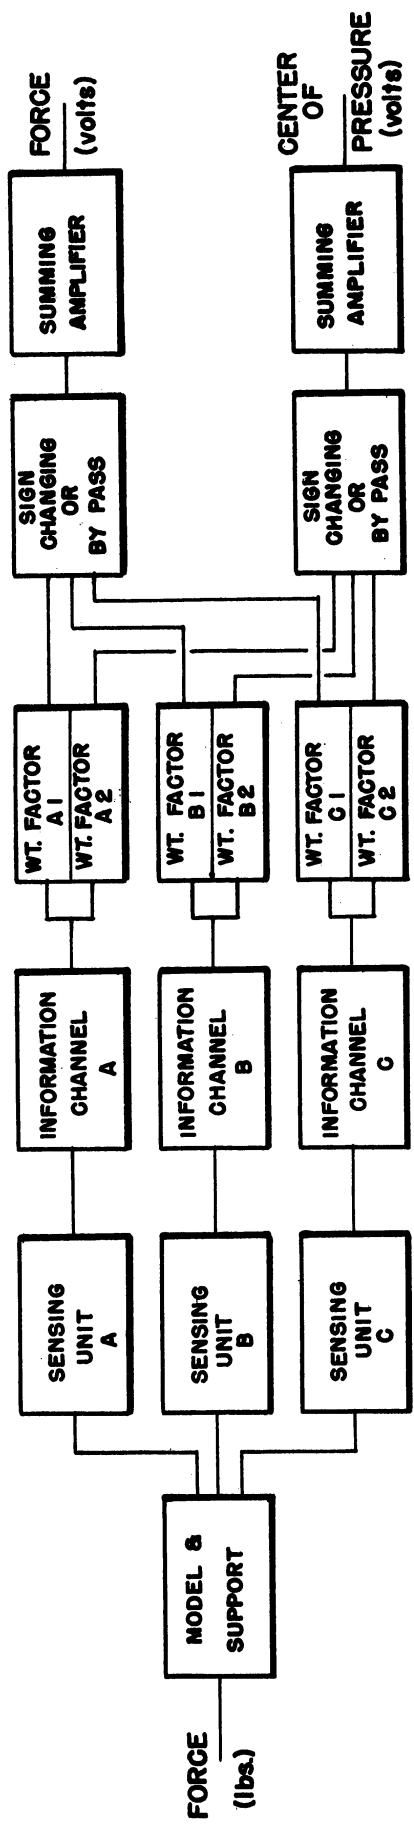 FORCE
(lbs.)
MODEL &
SUPPORT
SENSING
UNIT
A
SENSING
UNIT
B
SENSING
UNIT
C
INFORMATION
CHANNEL
A
INFORMATION
CHANNEL
B
INFORMATION
CHANNEL
C
WT. FACTOR
A1
WT. FACTOR
A2
WT. FACTOR
B1
WT. FACTOR
B2
WT. FACTOR
C1
WT. FACTOR
C2
SIGN
CHANGING
OR
BY PASS
SIGN
CHANGING
OR
BY PASS
SUMMING
AMPLIFIER
SUMMING
AMPLIFIER
FORCE
(volts)
CENTER
OF
PRESSURE
(volts)